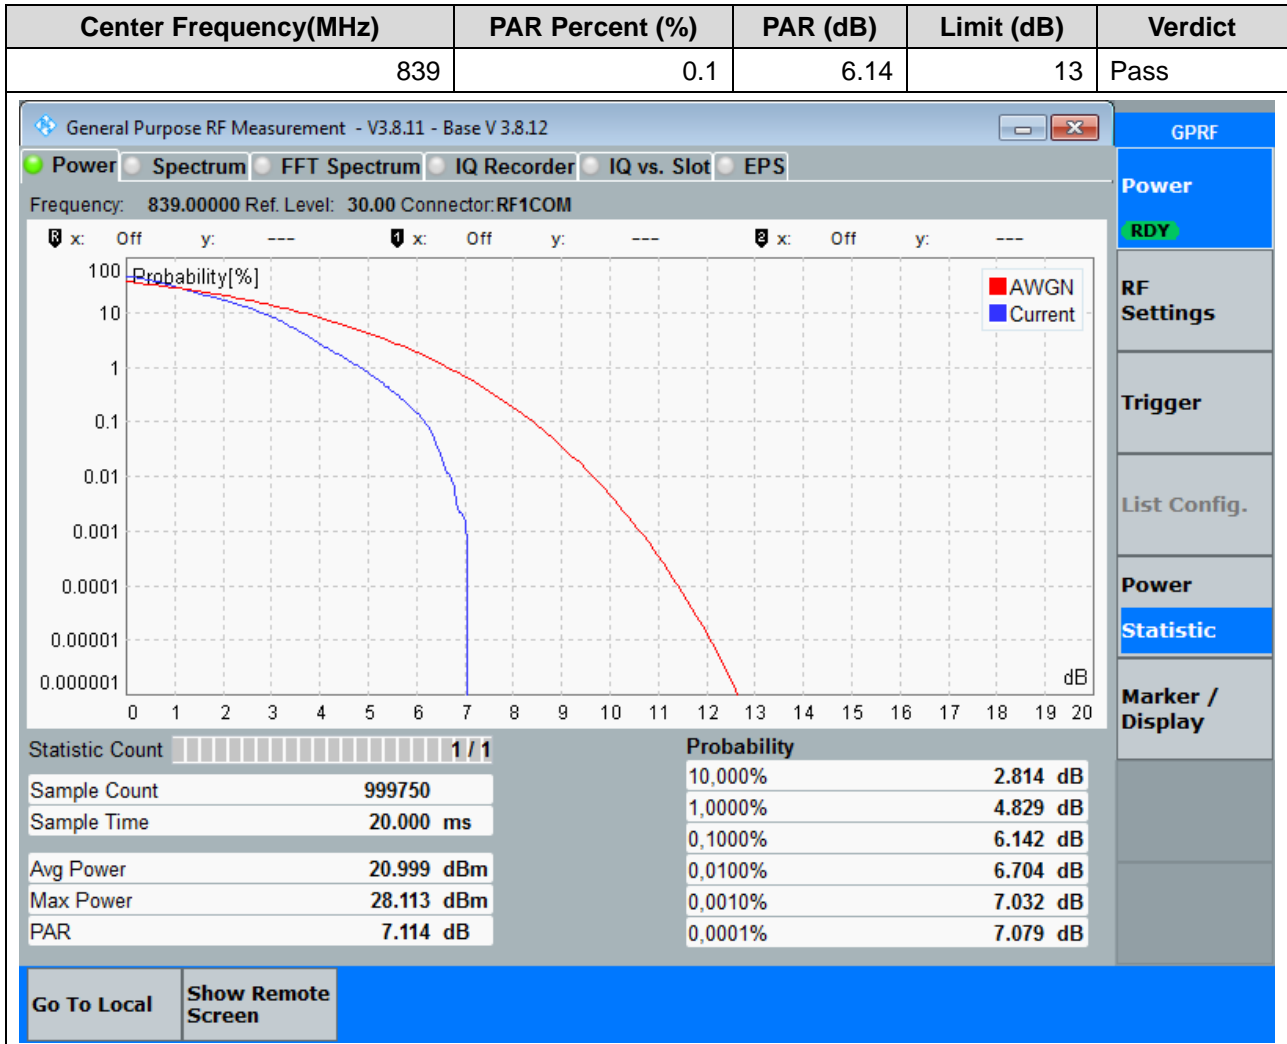 Center Frequency(MHz) PAR Percent (%) PAR (dB) Limit (dB) Verdict
839 0.1 6.14 13 Pass
General Purpose RF Measurement - V3.8.11 - Base V 3.8.12
GPRF
Power Spectrum FFT Spectrum IQ Recorder IQ vs. Slot EPS
Frequency: 839.00000 Ref. Level: 30.00 Connector:RF1COM
R x: Off y: --- 1 x: Off y: --- 2 x: Off y: ---
Probability[%]
100
10
1
0.1
0.01
0.001
0.0001
0.00001
0.000001
AWGN
Current
dB
0 1 2 3 4 5 6 7 8 9 10 11 12 13 14 15 16 17 18 19 20
Statistic Count 1 / 1
Sample Count 999750
Sample Time 20.000 ms
Avg Power 20.999 dBm
Max Power 28.113 dBm
PAR 7.114 dB
Probability
10,000% 2.814 dB
1,0000% 4.829 dB
0,1000% 6.142 dB
0,0100% 6.704 dB
0,0010% 7.032 dB
0,0001% 7.079 dB
Power
RDY
RF
Settings
Trigger
List Config.
Power
Statistic
Marker /
Display
Go To Local
Show Remote
Screen